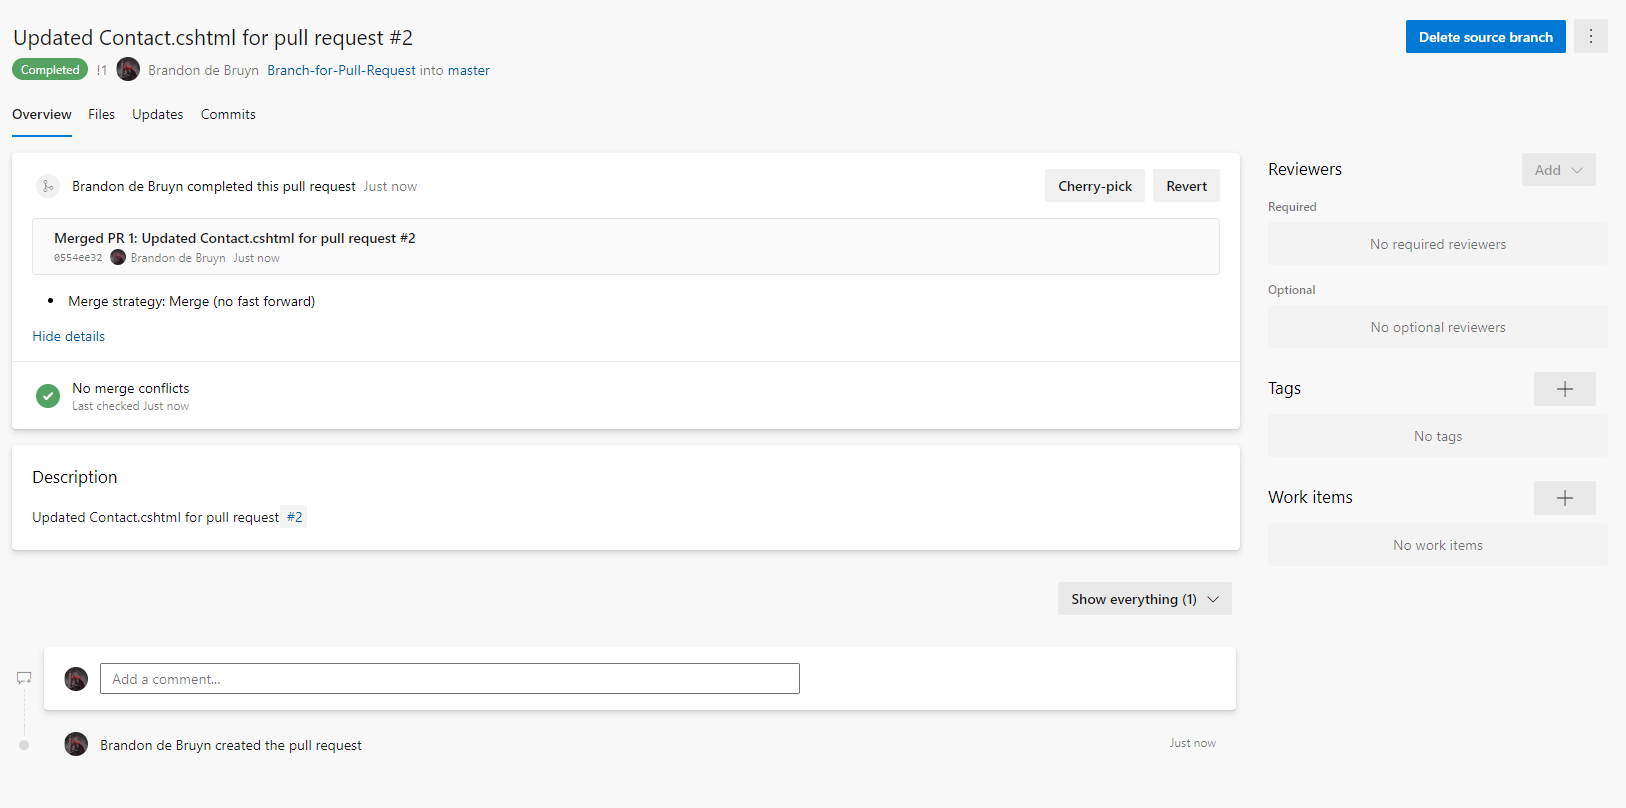 Updated Contact.cshtml for pull request #2
Delete source branch
Completed !1 Brandon de Bruyn Branch-for-Pull-Request into master
Overview Files Updates Commits
Brandon de Bruyn completed this pull request Just now
Cherry-pick Revert
Merged PR 1: Updated Contact.cshtml for pull request #2
0554ee32 Brandon de Bruyn Just now
• Merge strategy: Merge (no fast forward)
Hide details
No merge conflicts
Last checked Just now
Description
Updated Contact.cshtml for pull request #2
Show everything (1)
Add a comment...
Brandon de Bruyn created the pull request Just now
Reviewers Add
Required
No required reviewers
Optional
No optional reviewers
Tags
No tags
Work items
No work items